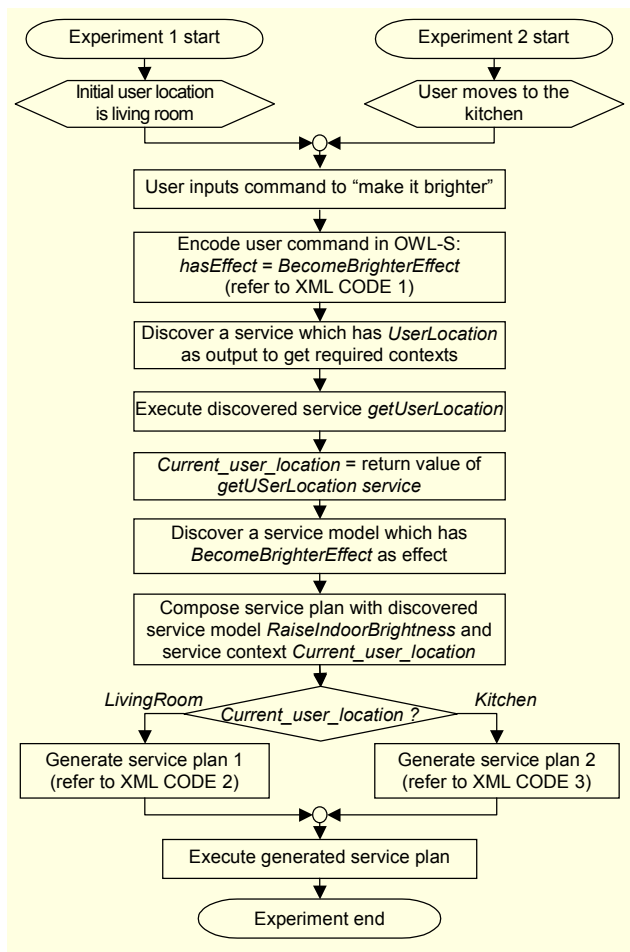 Experiment 1 start
Experiment 2 start
Initial user location
is living room
User moves to the
kitchen
User inputs command to “make it brighter”
Encode user command in OWL-S:
hasEffect = BecomeBrighterEffect
(refer to XML CODE 1)
Discover a service which has UserLocation
as output to get required contexts
Execute discovered service getUserLocation
Current_user_location = return value of
getUSerLocation service
Discover a service model which has
BecomeBrighterEffect as effect
Compose service plan with discovered
service model RaiseIndoorBrightness and
service context Current_user_location
LivingRoom
Current_user_location ?
Kitchen
Generate service plan 1
(refer to XML CODE 2)
Generate service plan 2
(refer to XML CODE 3)
Execute generated service plan
Experiment end